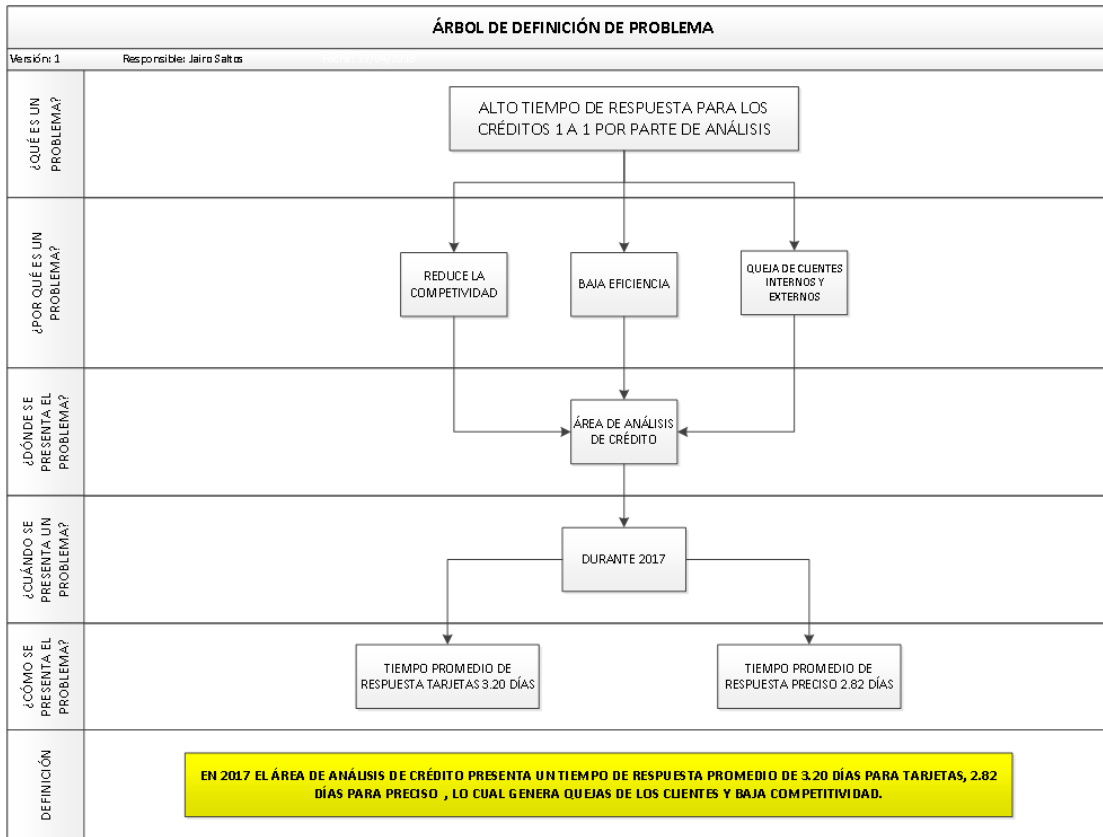 ÁRBOL DE DEFINICIÓN DE PROBLEMA
Versión: 1 Responsible: Jairo Saltos
¿QUÉ ES UN
PROBLEMA?
ALTO TIEMPO DE RESPUESTA PARA LOS
CRÉDITOS 1 A 1 POR PARTE DE ANÁLISIS
¿POR QUÉ ES UN
PROBLEMA?
REDUCE LA
COMPETIVIDAD
BAJA EFICIENCIA
QUEJA DE CLIENTES
INTERNOS Y
EXTERNOS
¿DÓNDE SE
PRESENTA EL
PROBLEMA?
ÁREA DE ANÁLISIS
DE CRÉDITO
¿CUÁNDO SE
PRESENTA UN
PROBLEMA?
DURANTE 2017
¿CÓMO SE
PRESENTA EL
PROBLEMA?
TIEMPO PROMEDIO DE
RESPUESTA TARJETAS 3.20 DÍAS
TIEMPO PROMEDIO DE
RESPUESTA PRECISO 2.82 DÍAS
DEFINICIÓN
EN 2017 EL ÁREA DE ANÁLISIS DE CRÉDITO PRESENTA UN TIEMPO DE RESPUESTA PROMEDIO DE 3.20 DÍAS PARA TARJETAS, 2.82
DÍAS PARA PRECISO , LO CUAL GENERA QUEJAS DE LOS CLIENTES Y BAJA COMPETITIVIDAD.